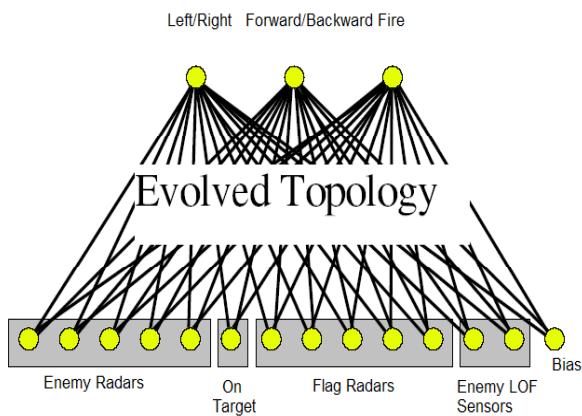 Left/Right Forward/Backward Fire
Evolved Topology
Enemy Radars
On
Target
Flag Radars
Enemy LOF
Sensors
Bias